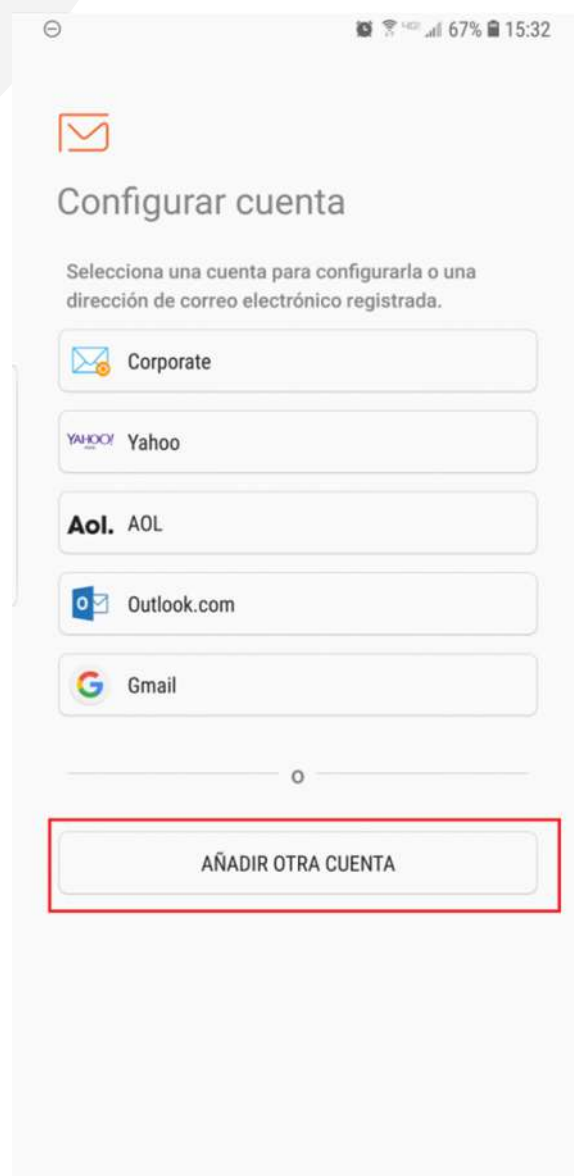 67% 15:32
Configurar cuenta
Selecciona una cuenta para configurarla o una
dirección de correo electrónico registrada.
Corporate
YAHOO! Yahoo
Aol. AOL
Outlook.com
Gmail
o
AÑADIR OTRA CUENTA